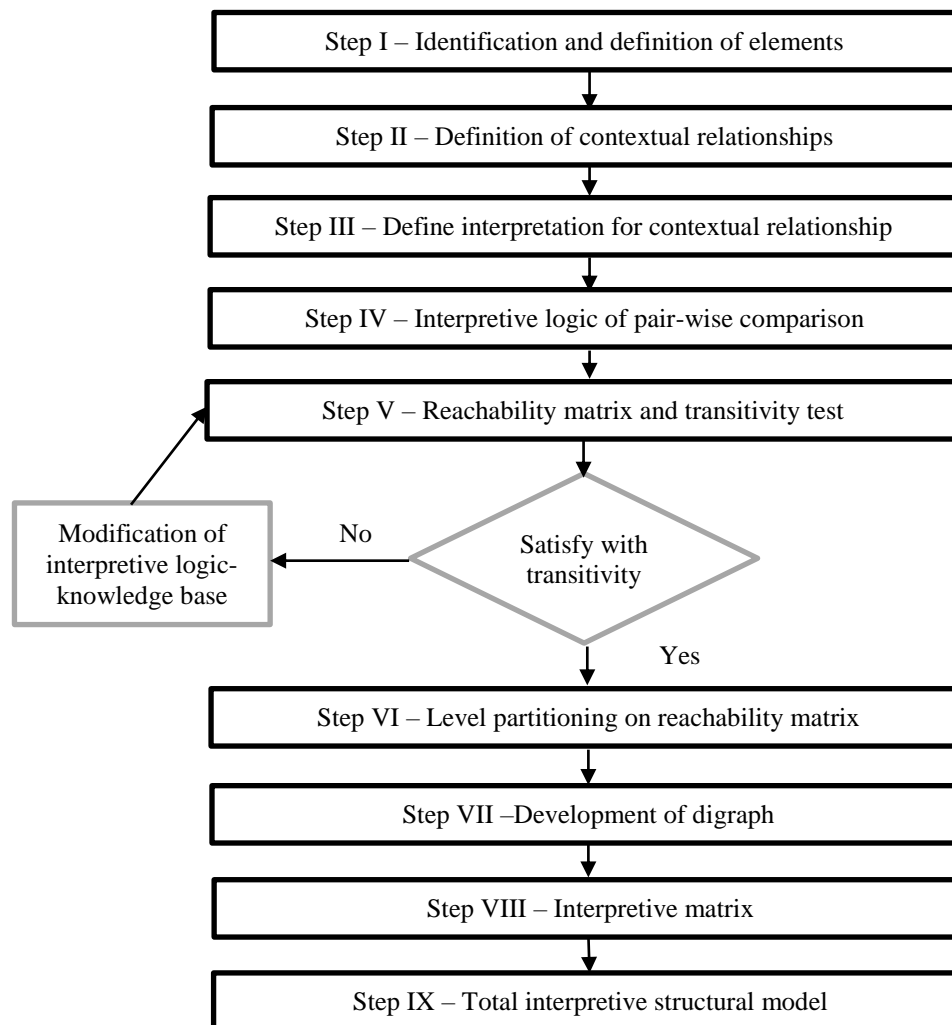 Step I – Identification and definition of elements
Step II – Definition of contextual relationships
Step III – Define interpretation for contextual relationship
Step IV – Interpretive logic of pair-wise comparison
Step V – Reachability matrix and transitivity test
Modification of
interpretive logic-
knowledge base
No
Satisfy with
transitivity
Yes
Step VI – Level partitioning on reachability matrix
Step VII –Development of digraph
Step VIII – Interpretive matrix
Step IX – Total interpretive structural model